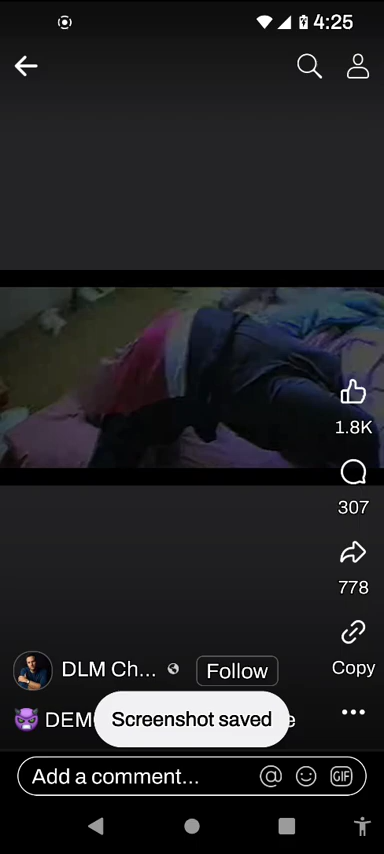 4:25
1.8K
307
778
Copy
DLM Ch... Follow
DEM
Screenshot saved
e
Add a comment...
GIF